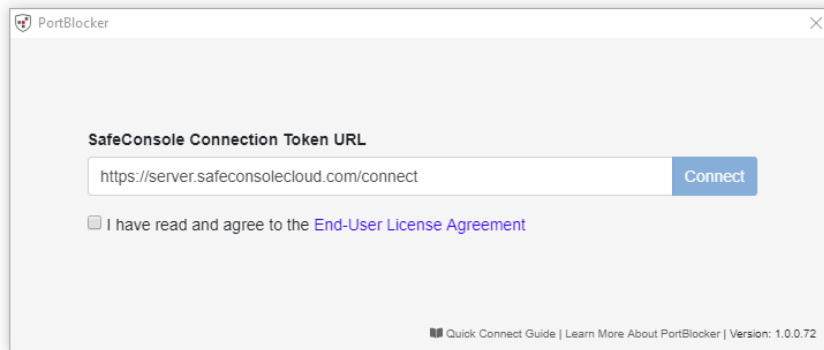 PortBlocker
SafeConsole Connection Token URL
https://server.safeconsolecloud.com/connect Connect
I have read and agree to the End-User License Agreement
Quick Connect Guide | Learn More About PortBlocker | Version: 1.0.0.72